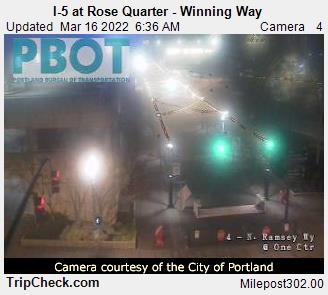 I-5 at Rose Quarter - Winning Way
Updated Mar 16 2022 6:36 AM Camera 4
PBOT
PORTLAND BUREAU OF TRANSPORTATION
4 - N. Ramsey Wy
@ One Ctr
Camera courtesy of the City of Portland
TripCheck.com Milepost302.00